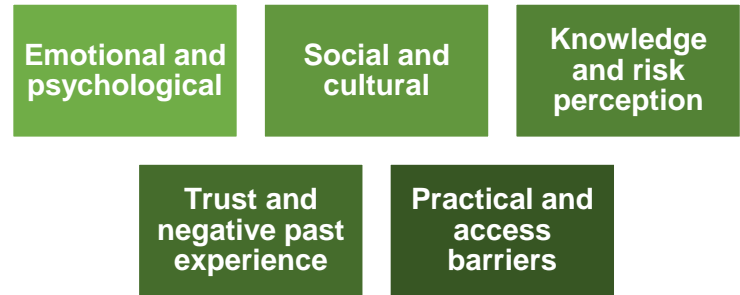 Emotional and
psychological
Social and
cultural
Knowledge
and risk
perception
Trust and
negative past
experience
Practical and
access
barriers